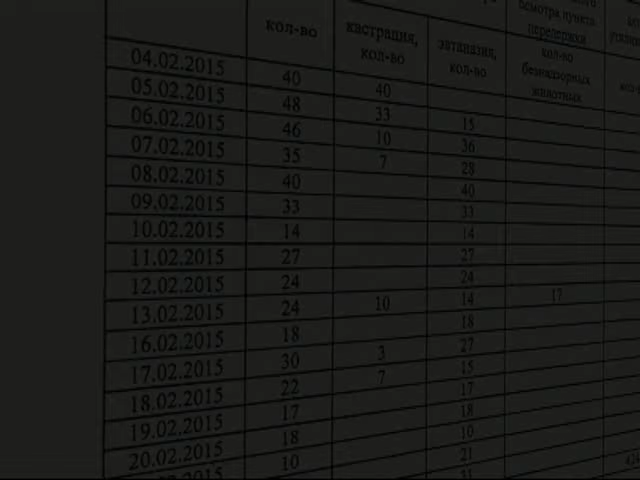 кол-во
кастрация,
кол-во
эвтаназия,
кол-во
осмотра пункта
передержки
кол-во
безнадзорных
животных
04.02.2015 40 40
05.02.2015 48 33 15
06.02.2015 46 10 36
07.02.2015 35 7 28
08.02.2015 40 40
09.02.2015 33 33
10.02.2015 14 14
11.02.2015 27 27
12.02.2015 24 24
13.02.2015 24 10 14 17
16.02.2015 18 18
17.02.2015 30 3 27
18.02.2015 22 7 15
19.02.2015 17 17
20.02.2015 18 18
10 10
21